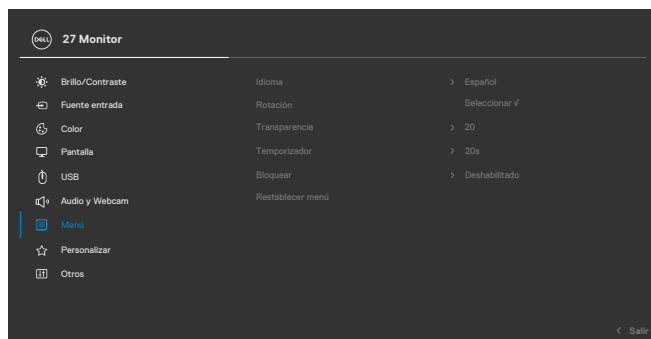 DELL 27 Monitor
Brillo/Contraste Idioma > Español
Fuente entrada Rotación Seleccionar √
Color Transparencia > 20
Pantalla Temporizador > 20s
USB Bloquear > Deshabilitado
Audio y Webcam Restablecer menú
Menú
Personalizar
Otros
< Salir